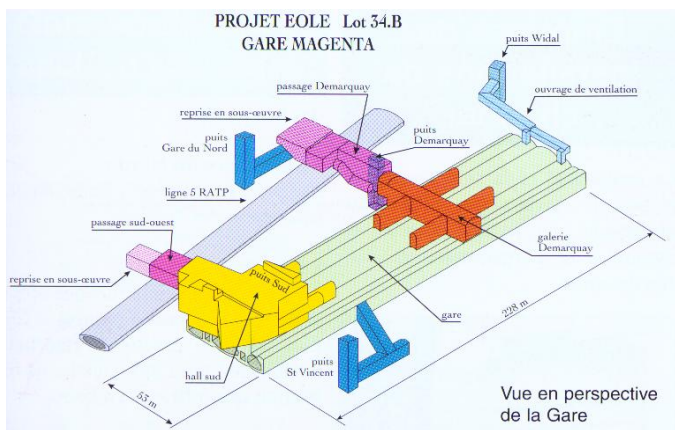 PROJET EOLE Lot 34.B
GARE MAGENTA
puits Widal
passage Demarquay
ouvrage de ventilation
reprise en sous-œuvre
puits
Demarquay
puits
Gare du Nord
ligne 5 RATP
passage sud-ouest
galerie
Demarquay
puits Sud
reprise en sous-œuvre
gare
228 m
puits
St Vincent
hall sud
53 m
Vue en perspective
de la Gare